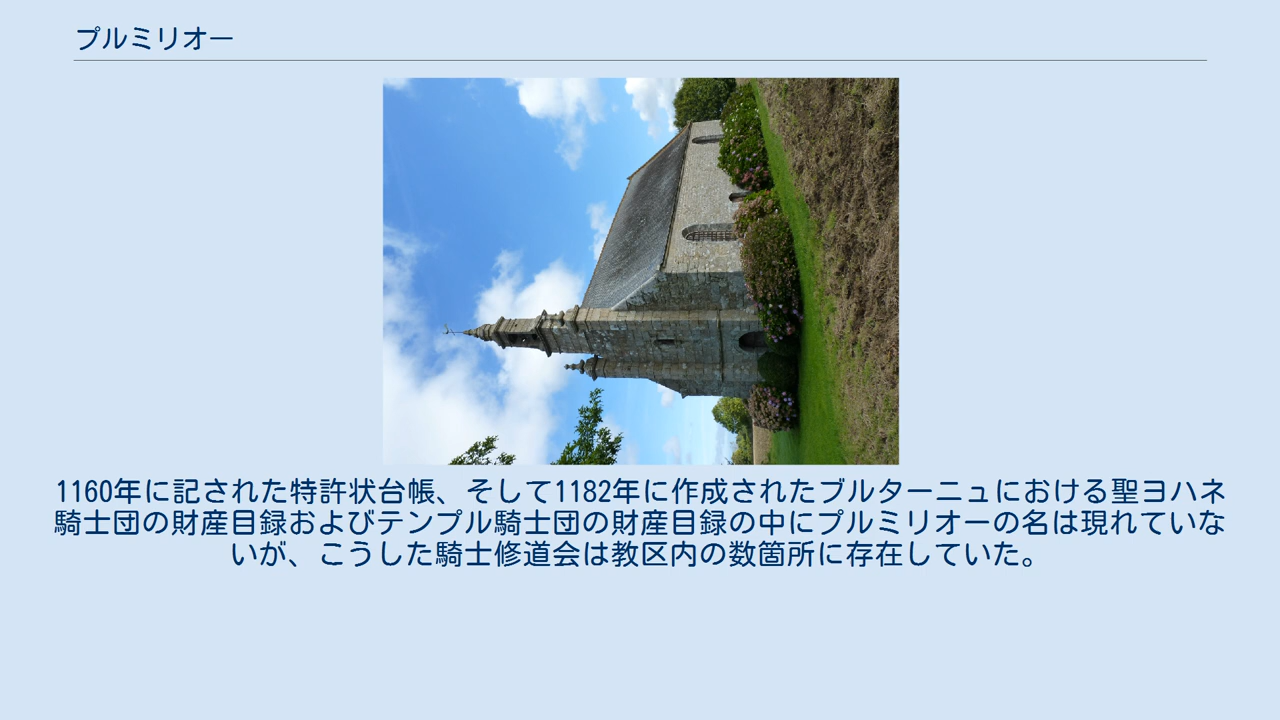 プルミリオー
1160年に記された特許状台帳、そして1182年に作成されたブルターニュにおける聖ヨハネ
騎士団の財産目録およびテンプル騎士団の財産目録の中にプルミリオーの名は現れていな
いが、こうした騎士修道会は教区内の数箇所に存在していた。